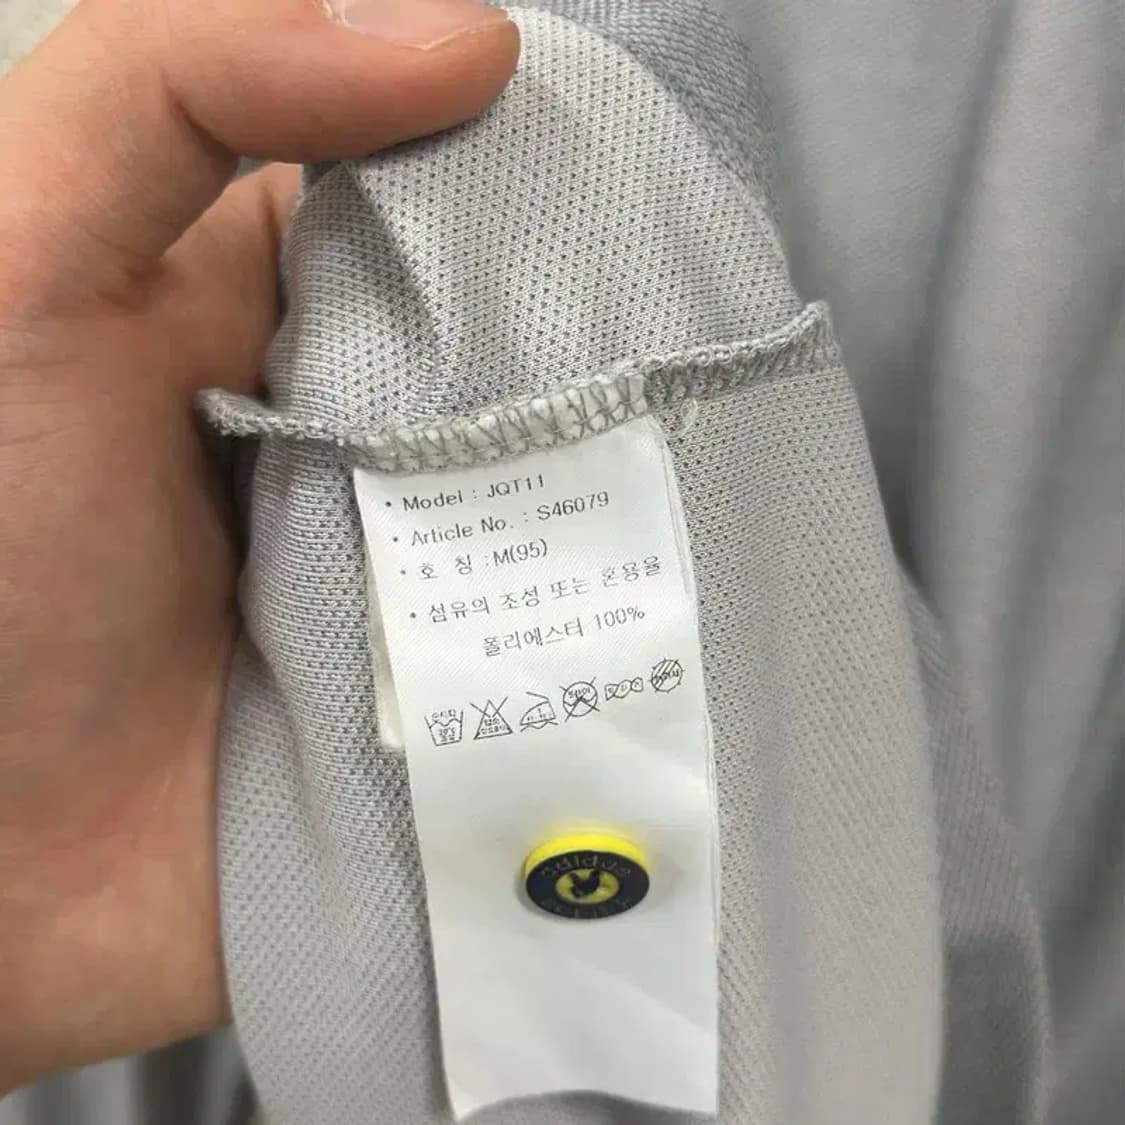 • Model : JQT11
• Article No. : S46079
• 호 칭 : M(95)
• 섬유의 조성 또는 혼용율
폴리에스터 100%
adidas